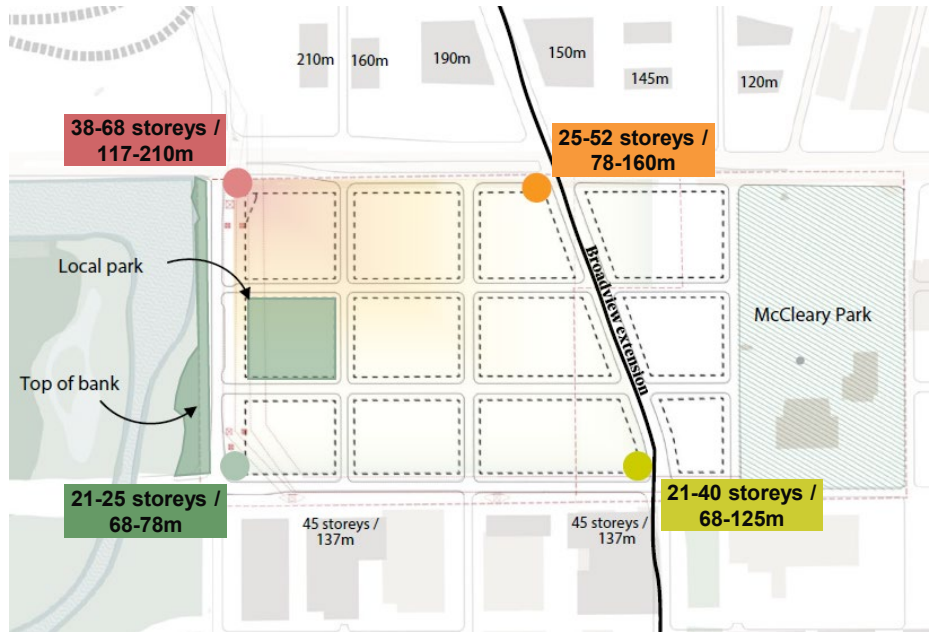 210m
160m
190m
150m
145m
120m
38-68 storeys /
117-210m
25-52 storeys /
78-160m
Local park
Broadview extension
McCleary Park
Top of bank
21-25 storeys /
68-78m
21-40 storeys /
68-125m
45 storeys /
137m
45 storeys /
137m